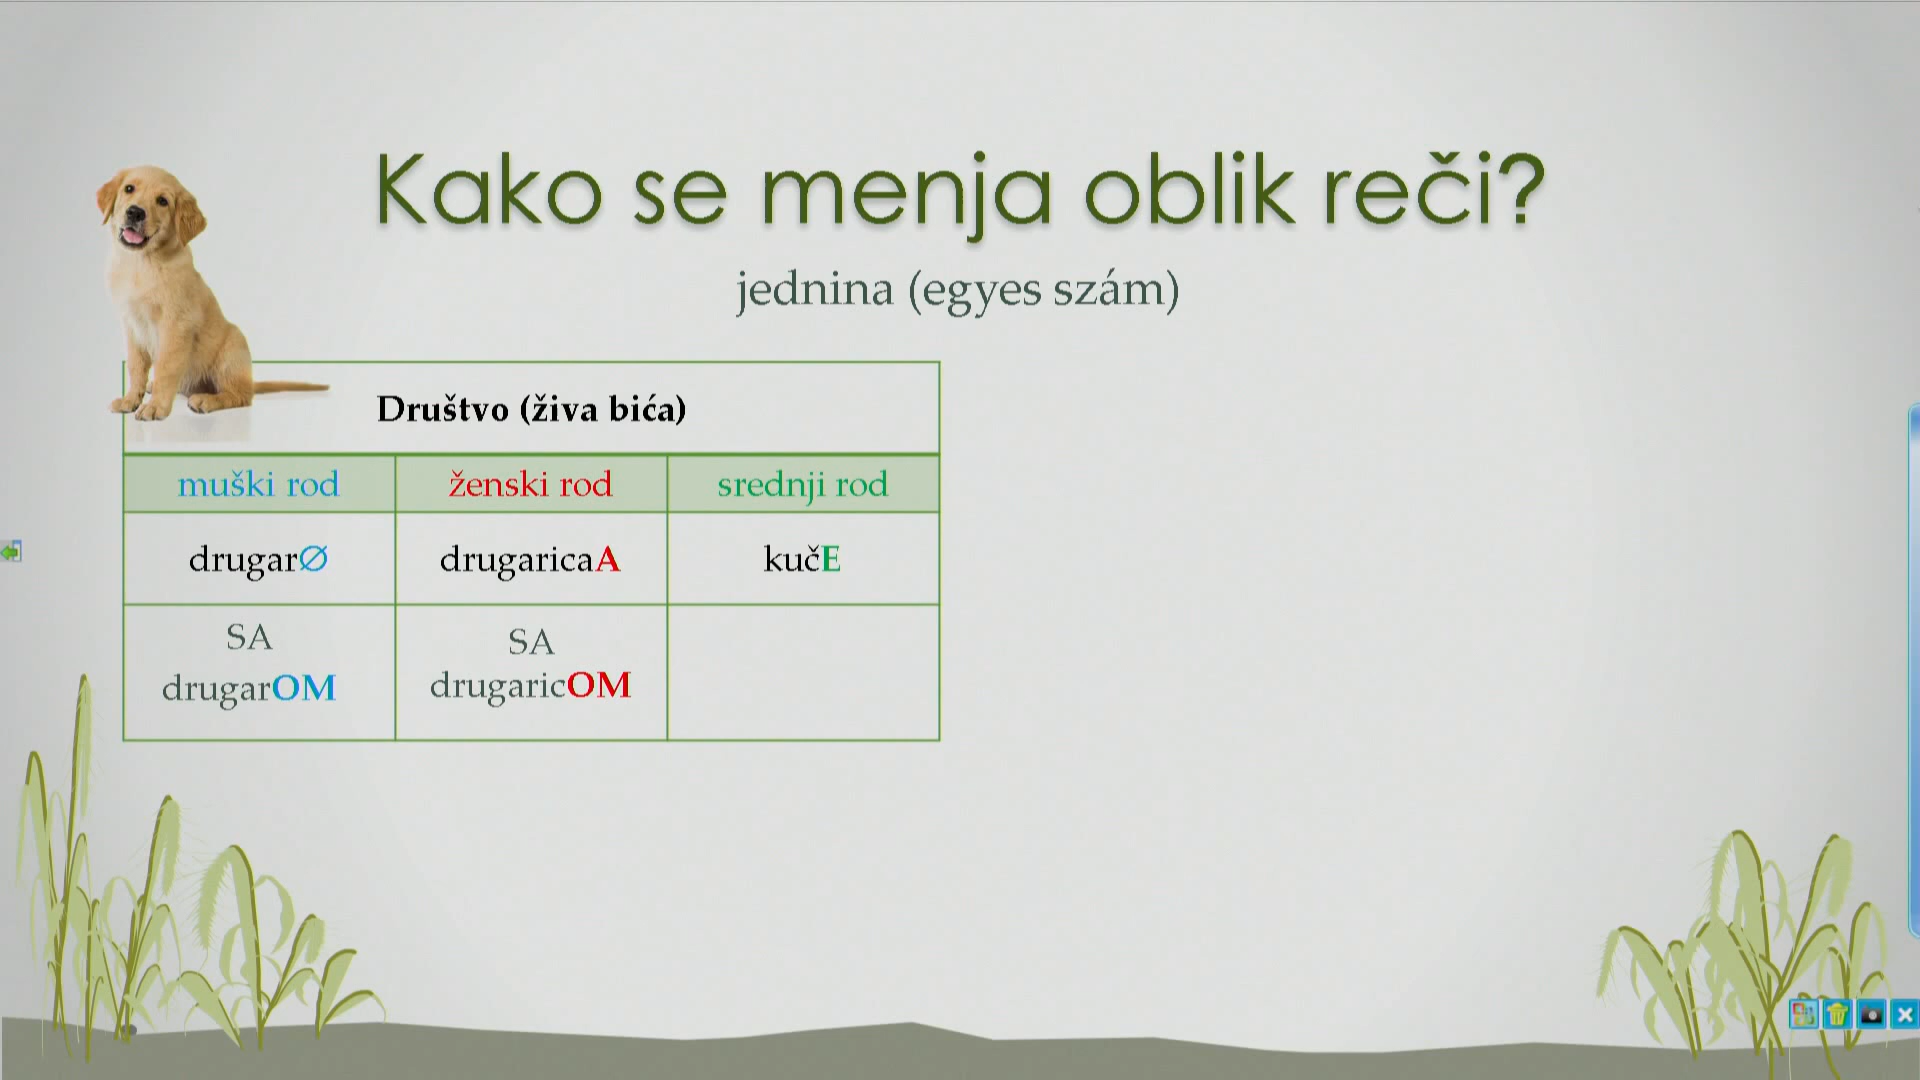 Kako se menja oblik reči?
jednina (egyes szám)
Društvo (živa bića)
muški rod
ženski rod
srednji rod
drugarØ
drugaricaA
kučE
SA
drugarOM
SA
drugaricOM